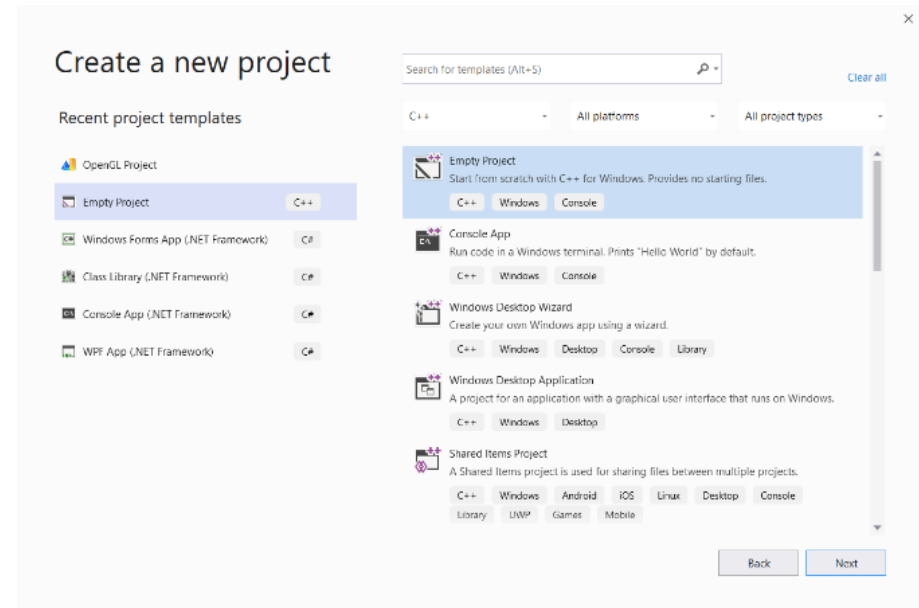 Create a new project
Search for templates (Alt+S)
Clear all
Recent project templates
C++
All platforms
All project types
OpenGL Project
Empty Project C++
Windows Forms App (.NET Framework) C#
Class Library (.NET Framework) C#
Console App (.NET Framework) C#
WPF App (.NET Framework) C#
Empty Project
Start from scratch with C++ for Windows. Provides no starting files.
C++ Windows Console
Console App
Run code in a Windows terminal. Prints "Hello World" by default.
C++ Windows Console
Windows Desktop Wizard
Create your own Windows app using a wizard.
C++ Windows Desktop Console Library
Windows Desktop Application
A project for an application with a graphical user interface that runs on Windows.
C++ Windows Desktop
Shared Items Project
A Shared Items project is used for sharing files between multiple projects.
C++ Windows Android iOS Linux Desktop Console
Library UWP Games Mobile
Back
Next